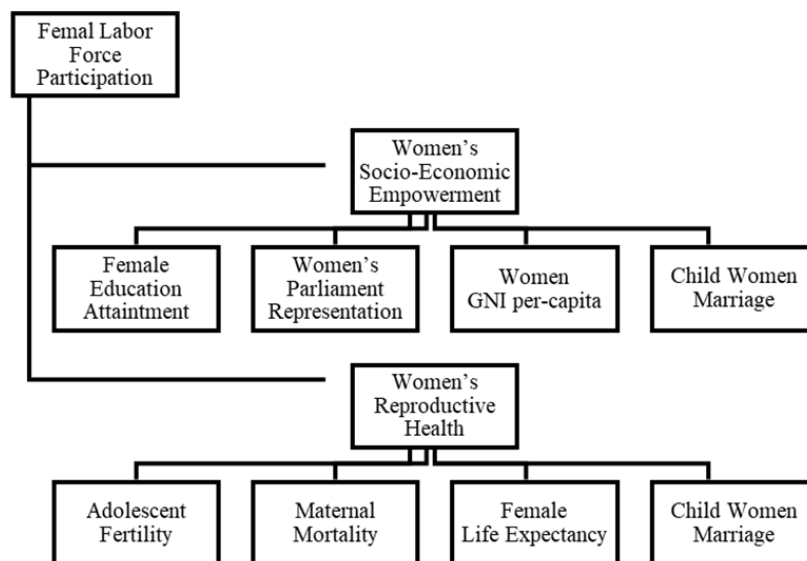 Femal Labor
Force
Participation
Women's
Socio-Economic
Empowerment
Female
Education
Attaintment
Women's
Parliament
Representation
Women
GNI per-capita
Child Women
Marriage
Women's
Reproductive
Health
Adolescent
Fertility
Maternal
Mortality
Female
Life Expectancy
Child Women
Marriage